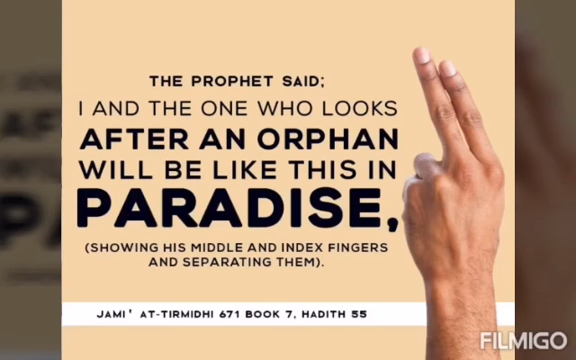 THE PROPHET SAID;
I AND THE ONE WHO LOOKS
AFTER AN ORPHAN
WILL BE LIKE THIS IN
PARADISE,
(SHOWING HIS MIDDLE AND INDEX FINGERS
AND SEPARATING THEM).
JAMI' AT-TIRMIDHI 671 BOOK 7, HADITH 55
FILMIGO